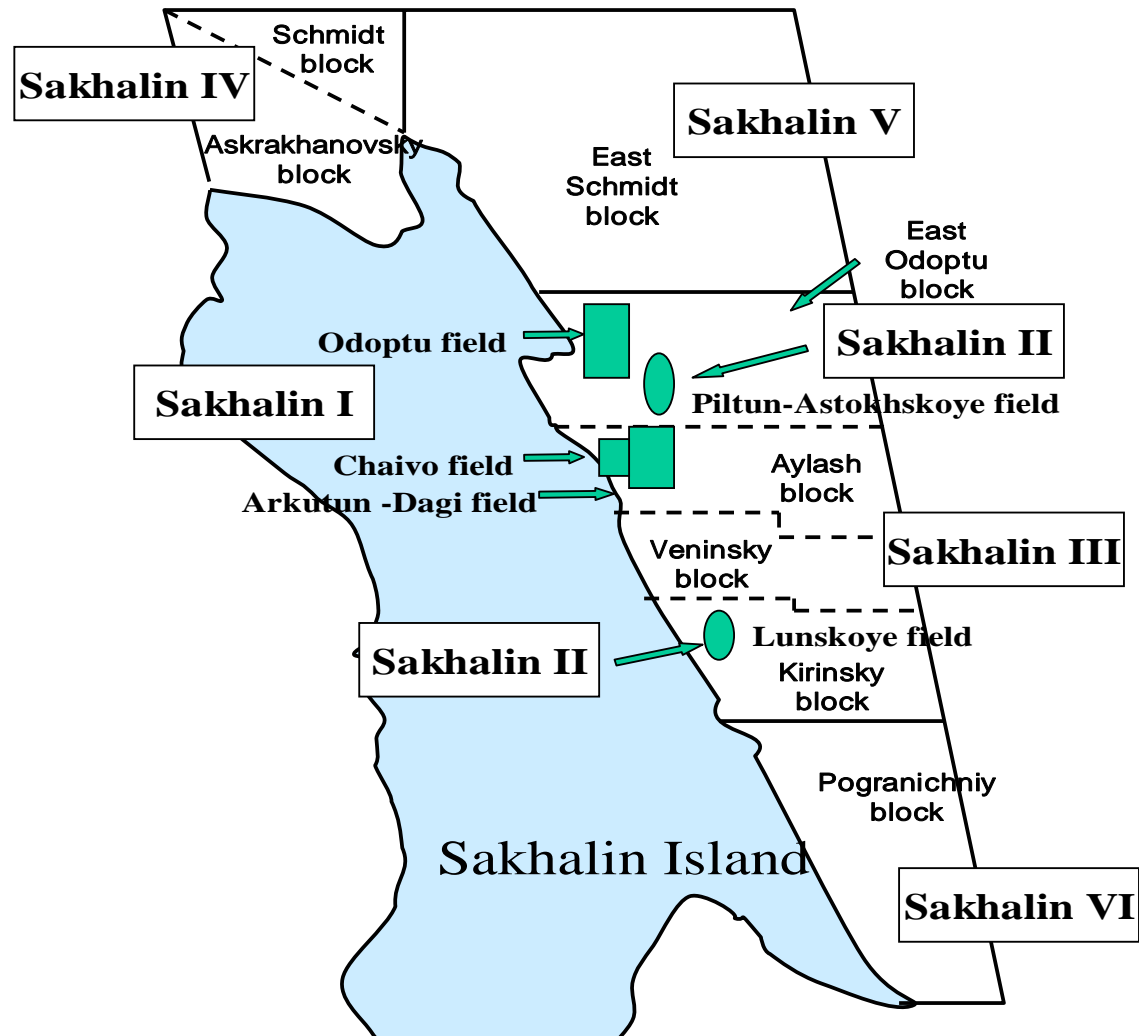 Schmidt
block
Sakhalin IV
Askrakhanovsky
block
Sakhalin V
East
Schmidt
block
East
Odoptu
block
Odoptu field
Sakhalin II
Sakhalin I
Piltun-Astokhskoye field
Chaivo field
Arkutun -Dagi field
Aylash
block
Veninsky
block
Sakhalin III
Sakhalin II
Lunskoye field
Kirinsky
block
Pogranichniy
block
Sakhalin Island
Sakhalin VI